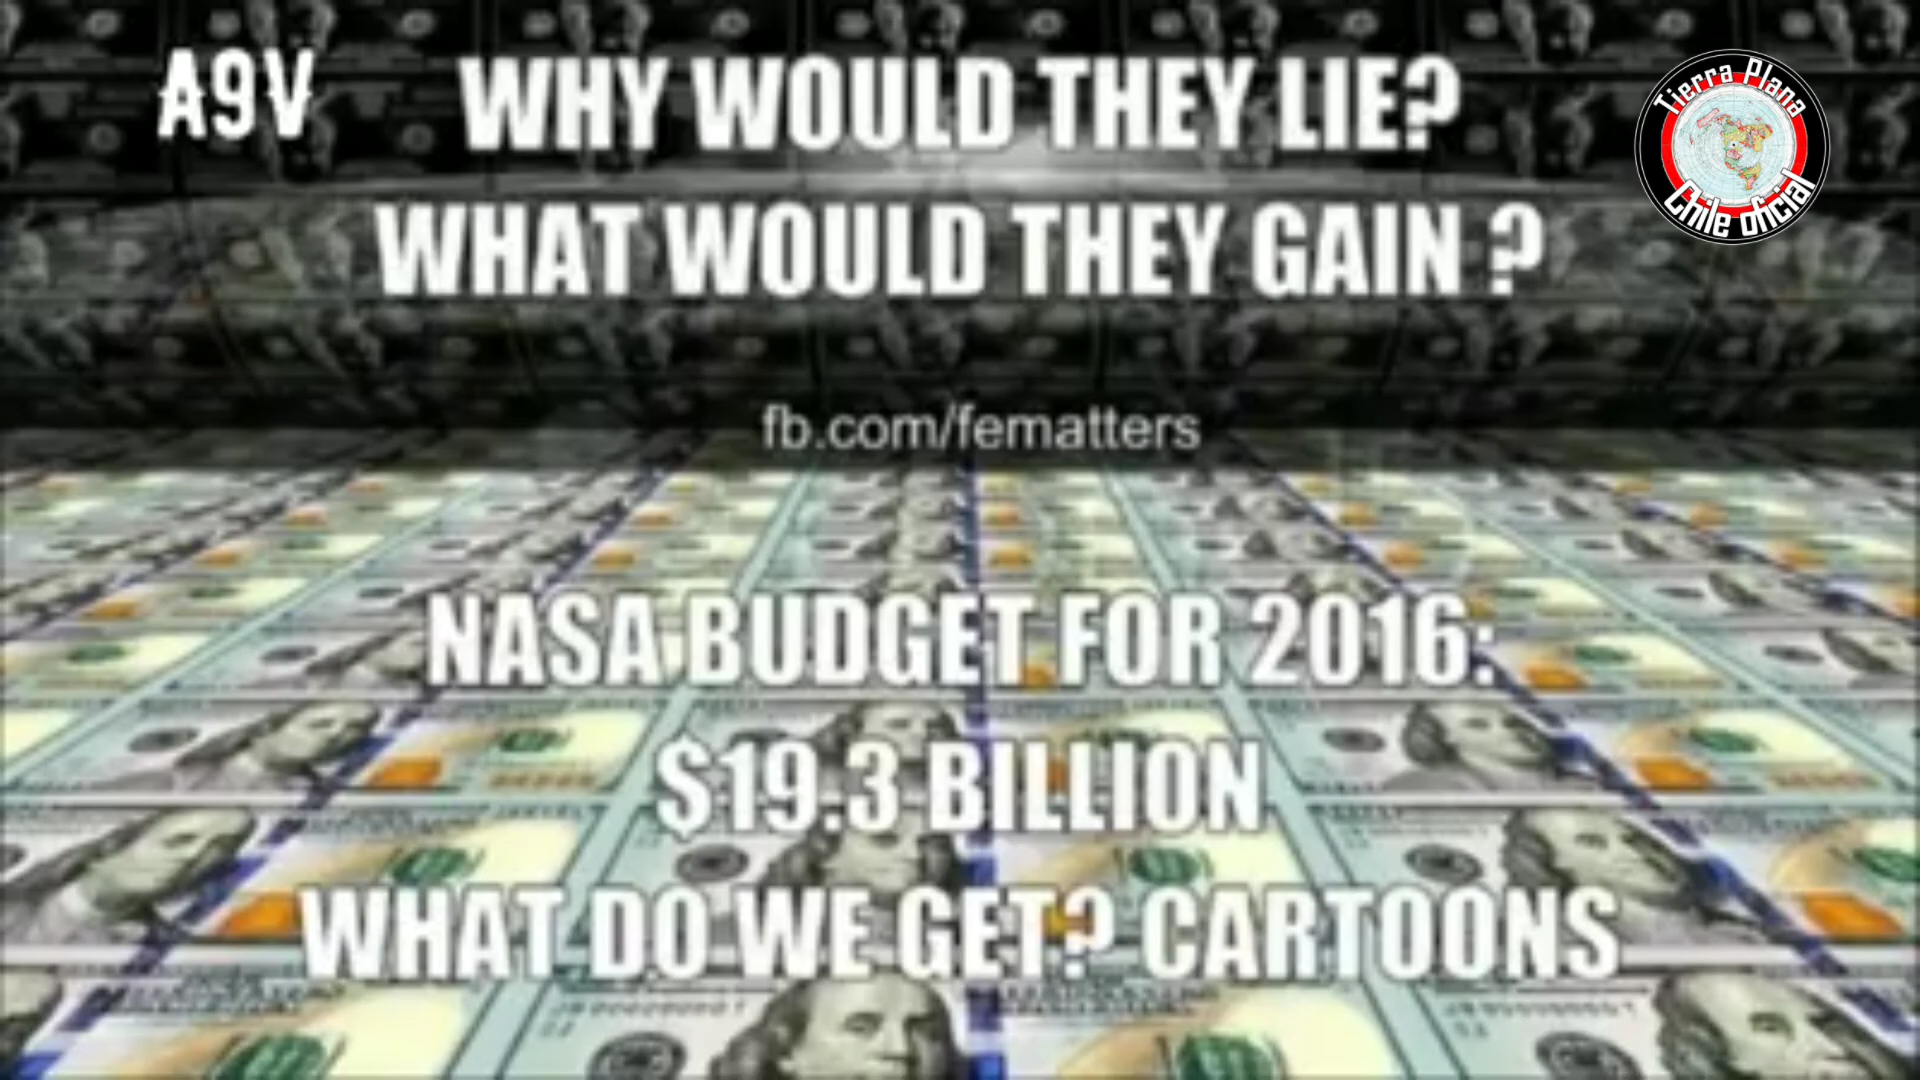 A9V
WHY WOULD THEY LIE?
WHAT WOULD THEY GAIN ?
Tierra Plana
Chile oficial
fb.com/fematters
NASA BUDGET FOR 2016:
$19.3 BILLION
WHAT DO WE GET? CARTOONS